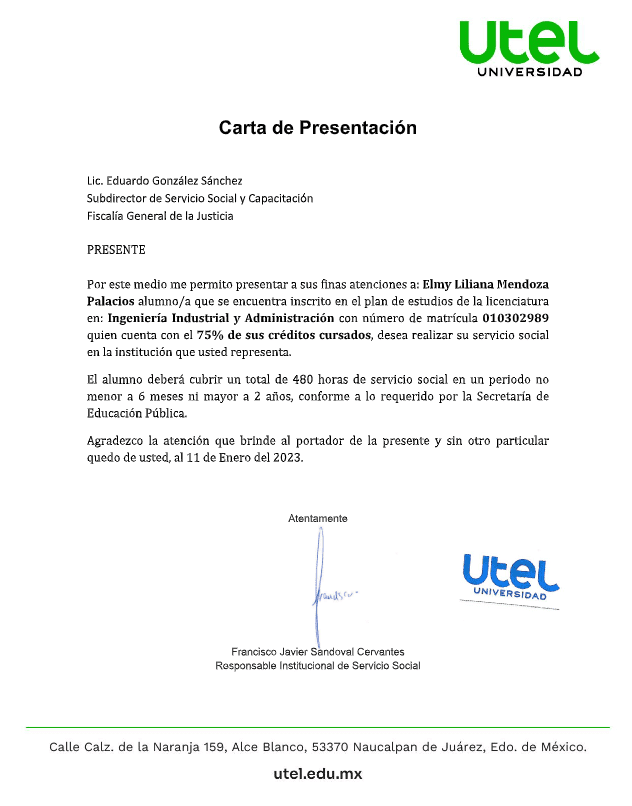 Utel
UNIVERSIDAD
Carta de Presentación
Lic. Eduardo González Sánchez
Subdirector de Servicio Social y Capacitación
Fiscalía General de la Justicia
PRESENTE
Por este medio me permito presentar a sus finas atenciones a: Elmy Liliana Mendoza
Palacios alumno/a que se encuentra inscrito en el plan de estudios de la licenciatura
en: Ingeniería Industrial y Administración con número de matrícula 010302989
quien cuenta con el 75% de sus créditos cursados, desea realizar su servicio social
en la institución que usted representa.
El alumno deberá cubrir un total de 480 horas de servicio social en un periodo no
menor a 6 meses ni mayor a 2 años, conforme a lo requerido por la Secretaría de
Educación Pública.
Agradezco la atención que brinde al portador de la presente y sin otro particular
quedo de usted, al 11 de Enero del 2023.
Atentamente
Utel
UNIVERSIDAD
Francisco Javier Sandoval Cervantes
Responsable Institucional de Servicio Social
Calle Calz. de la Naranja 159, Alce Blanco, 53370 Naucalpan de Juárez, Edo. de México.
utel.edu.mx